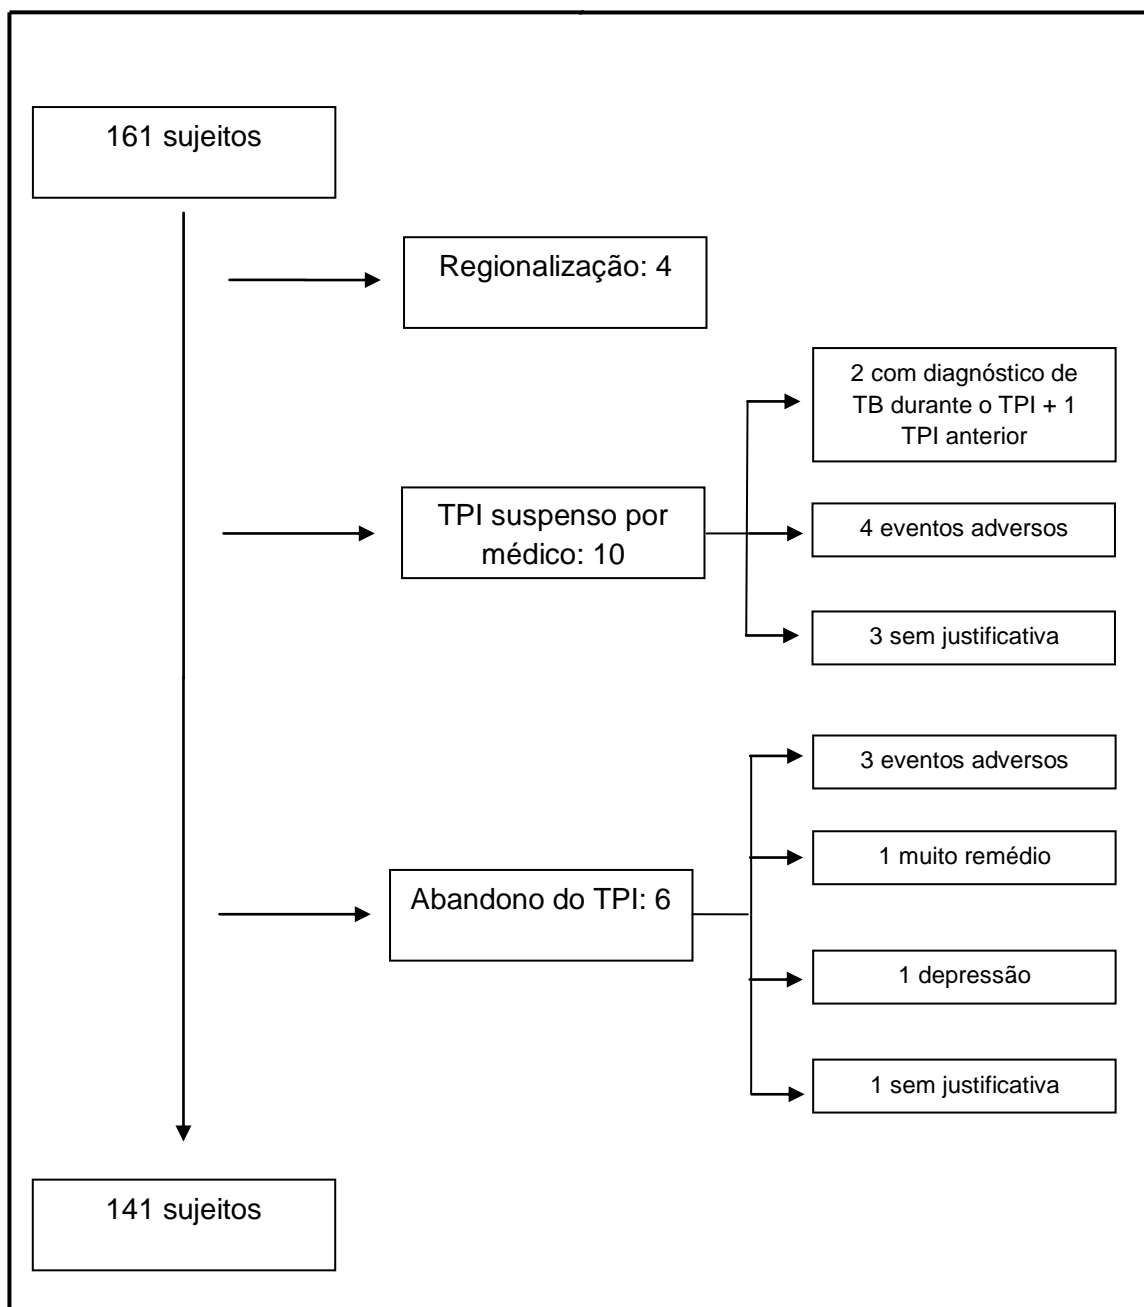 161 sujeitos
Regionalização: 4
TPI suspenso por
médico: 10
2 com diagnóstico de
TB durante o TPI + 1
TPI anterior
4 eventos adversos
3 sem justificativa
Abandono do TPI: 6
3 eventos adversos
1 muito remédio
1 depressão
1 sem justificativa
141 sujeitos